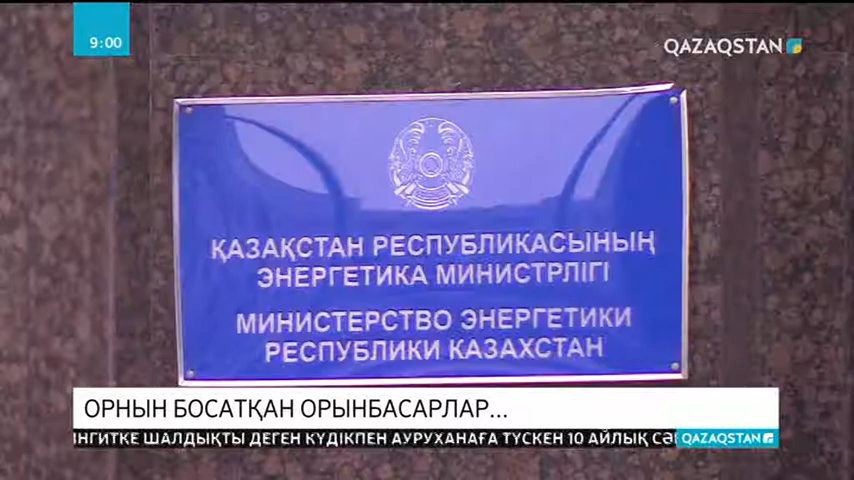 9:00
QAZAQSTAN
ҚАЗАҚСТАН РЕСПУБЛИКАСЫНЫҢ
ЭНЕРГЕТИКА МИНИСТРЛІГІ
МИНИСТЕРСТВО ЭНЕРГЕТИКИ
РЕСПУБЛИКИ КАЗАХСТАН
ОРНЫН БОСАТҚАН ОРЫНБАСАРЛАР...
ШАЛДЫҚТЫ ДЕГЕН КҮДІКПЕН АУРУХАНАҒА ТҮСКЕН 10 АЙЛЫҚ
QAZAQSTAN